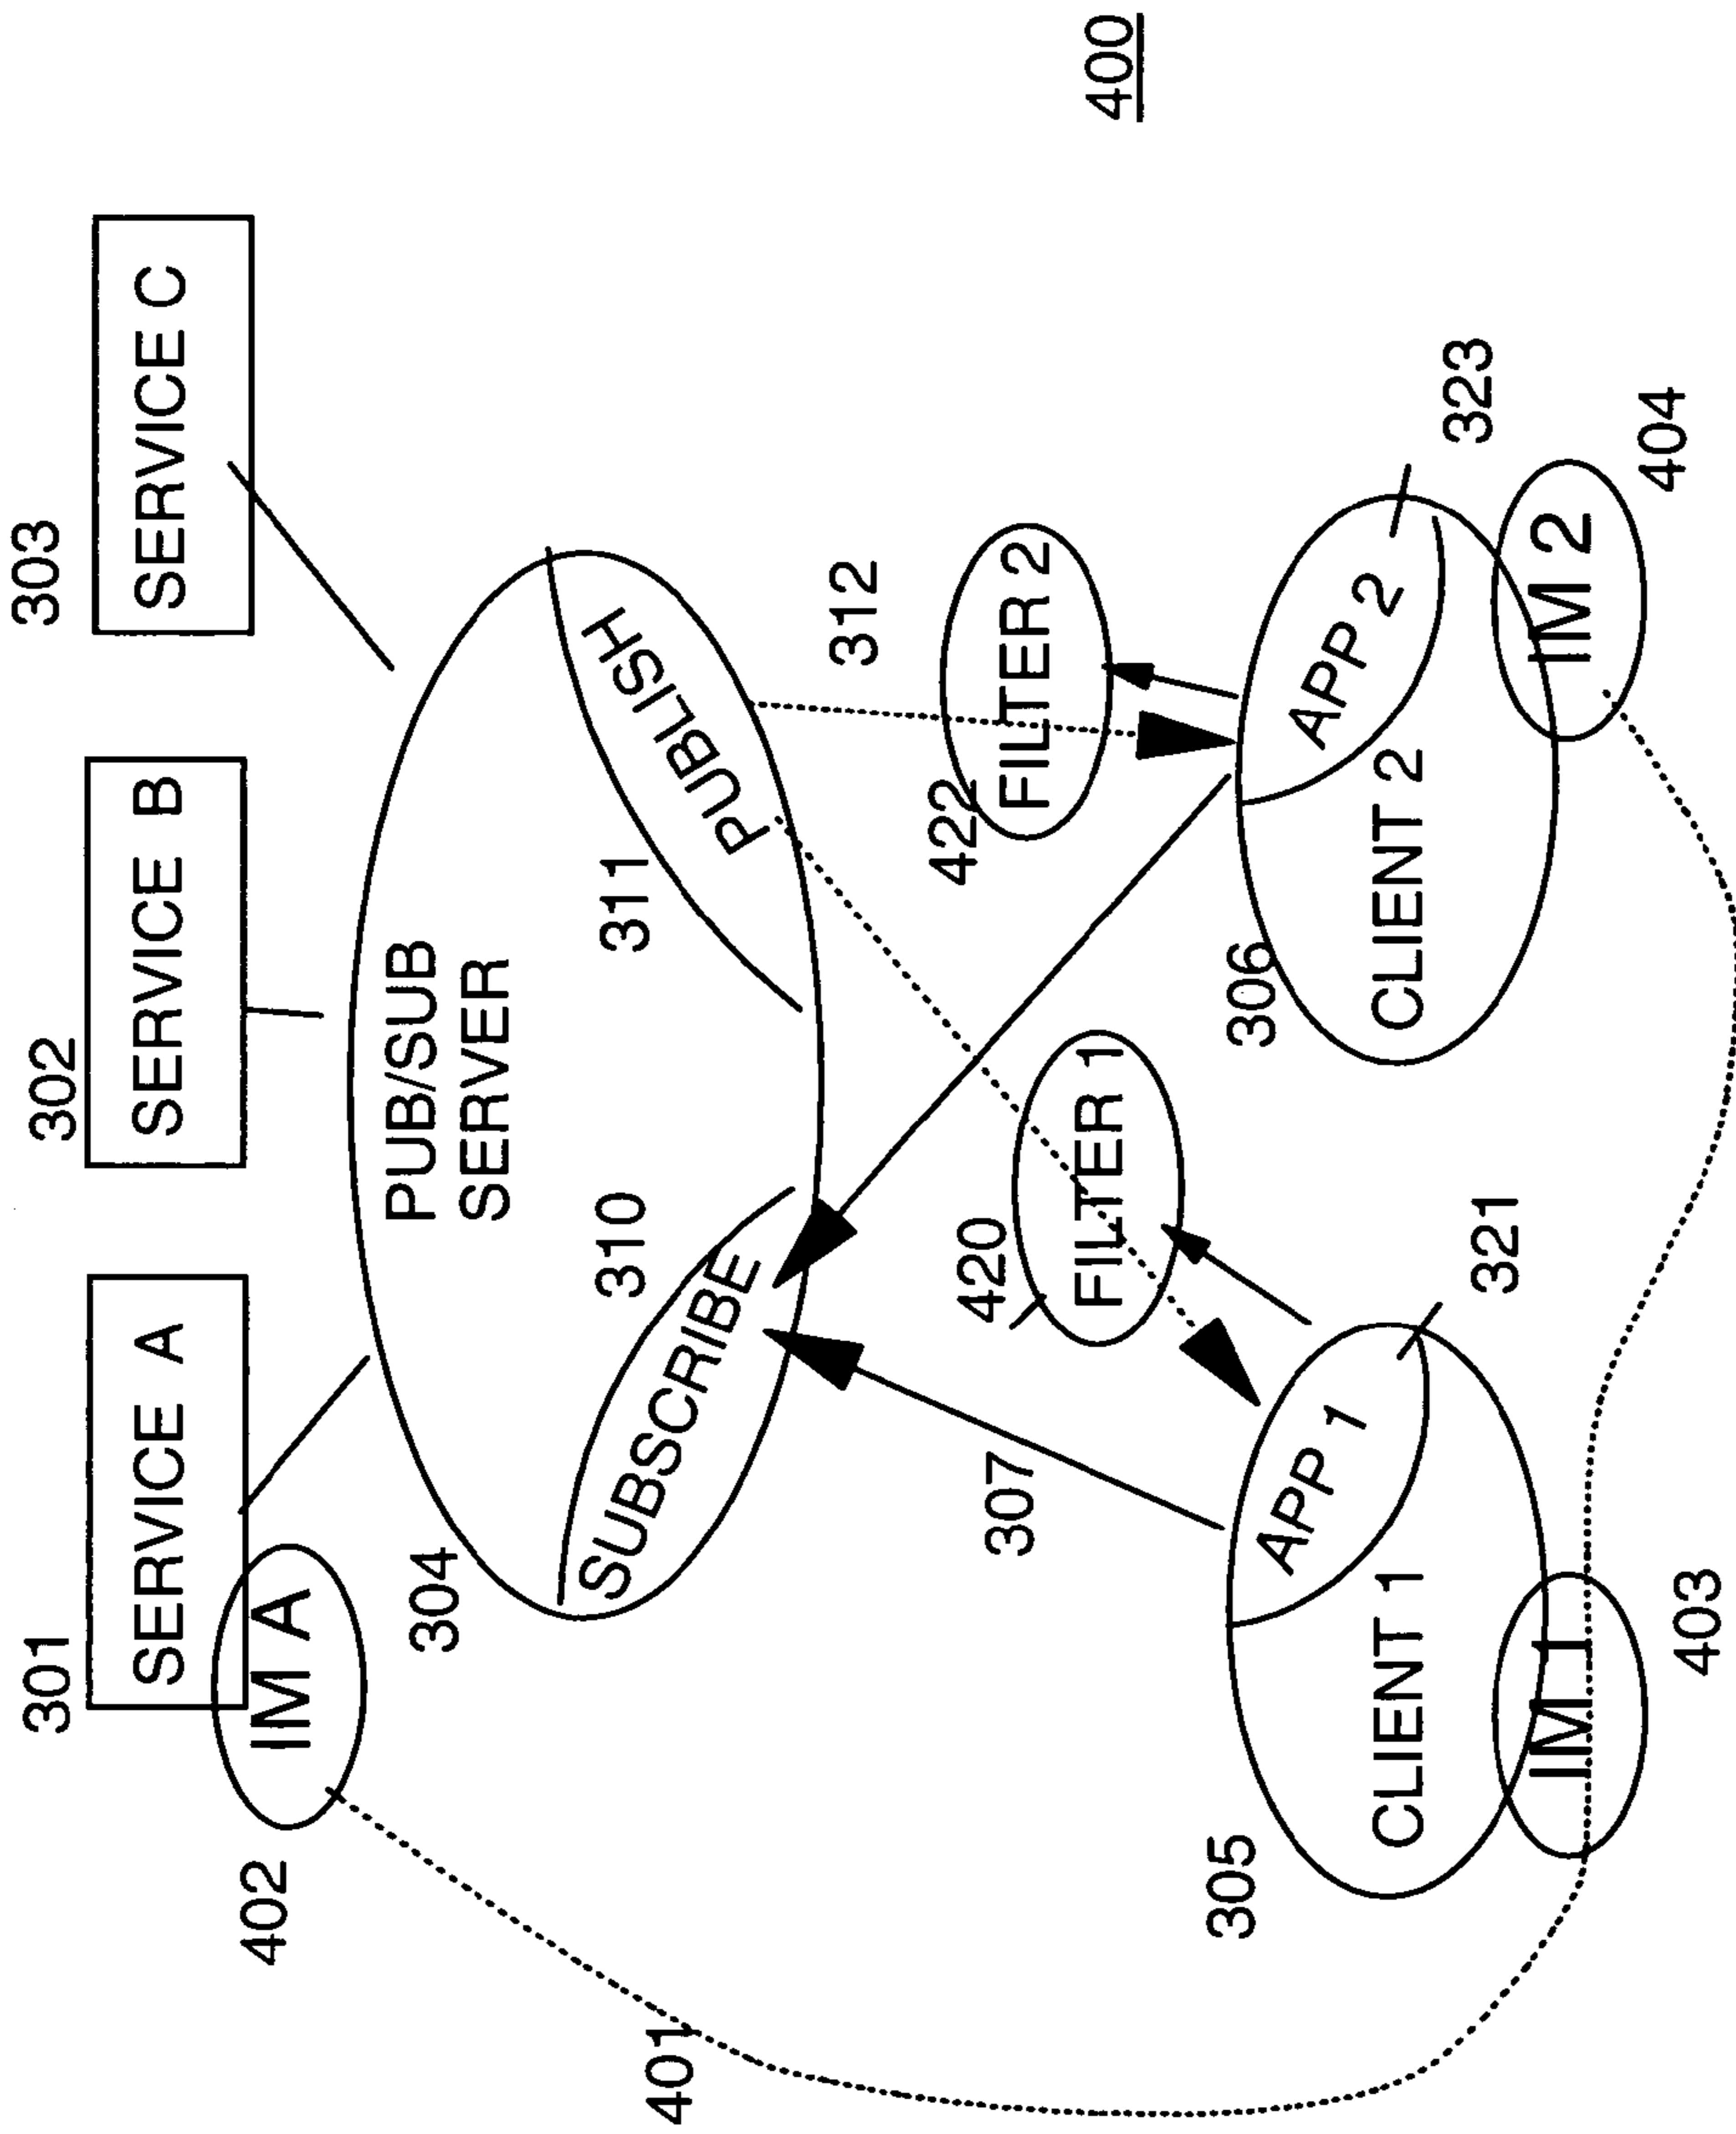 301
302
303
SERVICE A
SERVICE B
SERVICE C
402
IM A
304
PUB/SUB
SERVER
310
311
SUBSCRIBE
PUBLISH
401
307
420
422
312
FILTER 1
FILTER 2
400
305
306
APP 1
APP 2
CLIENT 1
CLIENT 2
321
323
IM 1
IM 2
403
404